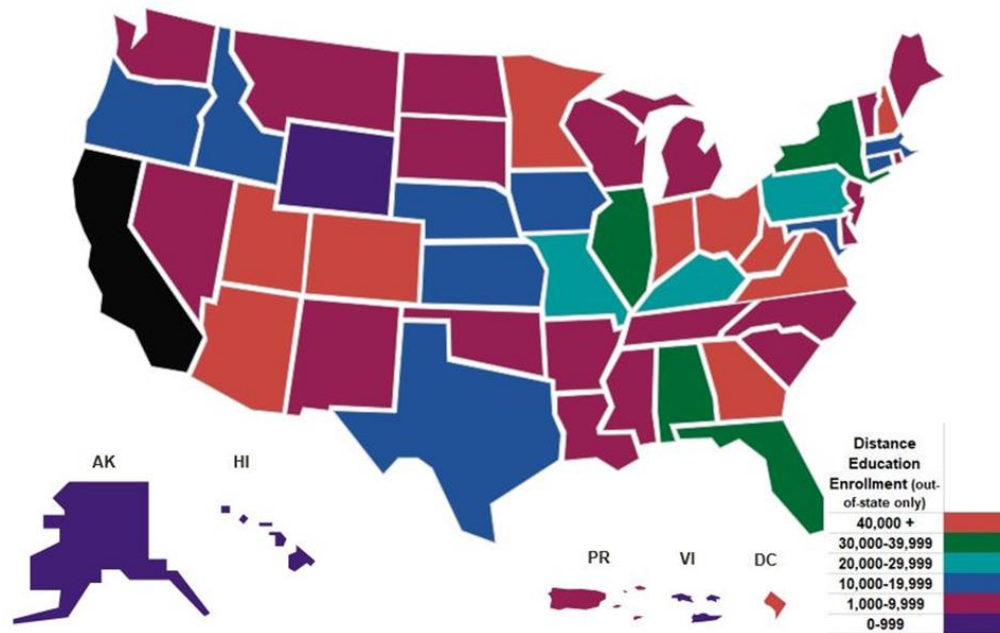 AK
HI
PR
VI
DC
Distance
Education
Enrollment (out-
of-state only)
40,000 +
30,000-39,999
20,000-29,999
10,000-19,999
1,000-9,999
0-999